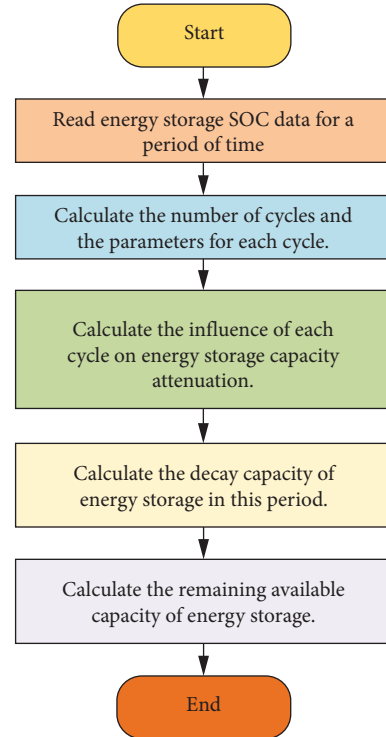 Start
Read energy storage SOC data for a
period of time
Calculate the number of cycles and
the parameters for each cycle.
Calculate the influence of each
cycle on energy storage capacity
attenuation.
Calculate the decay capacity of
energy storage in this period.
Calculate the remaining available
capacity of energy storage.
End